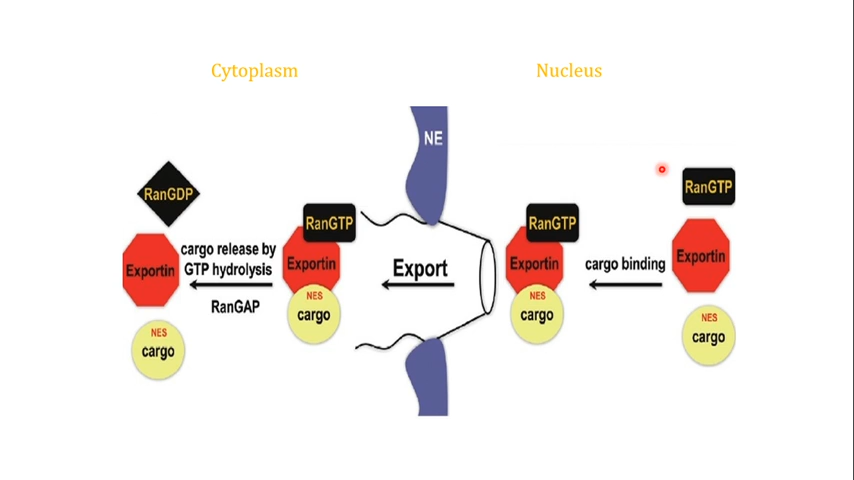 Cytoplasm
Nucleus
NE
RanGDP
Exportin
NES
cargo
cargo release by
GTP hydrolysis
RanGAP
RanGTP
Exportin
NES
cargo
Export
RanGTP
Exportin
NES
cargo
cargo binding
RanGTP
Exportin
NES
cargo